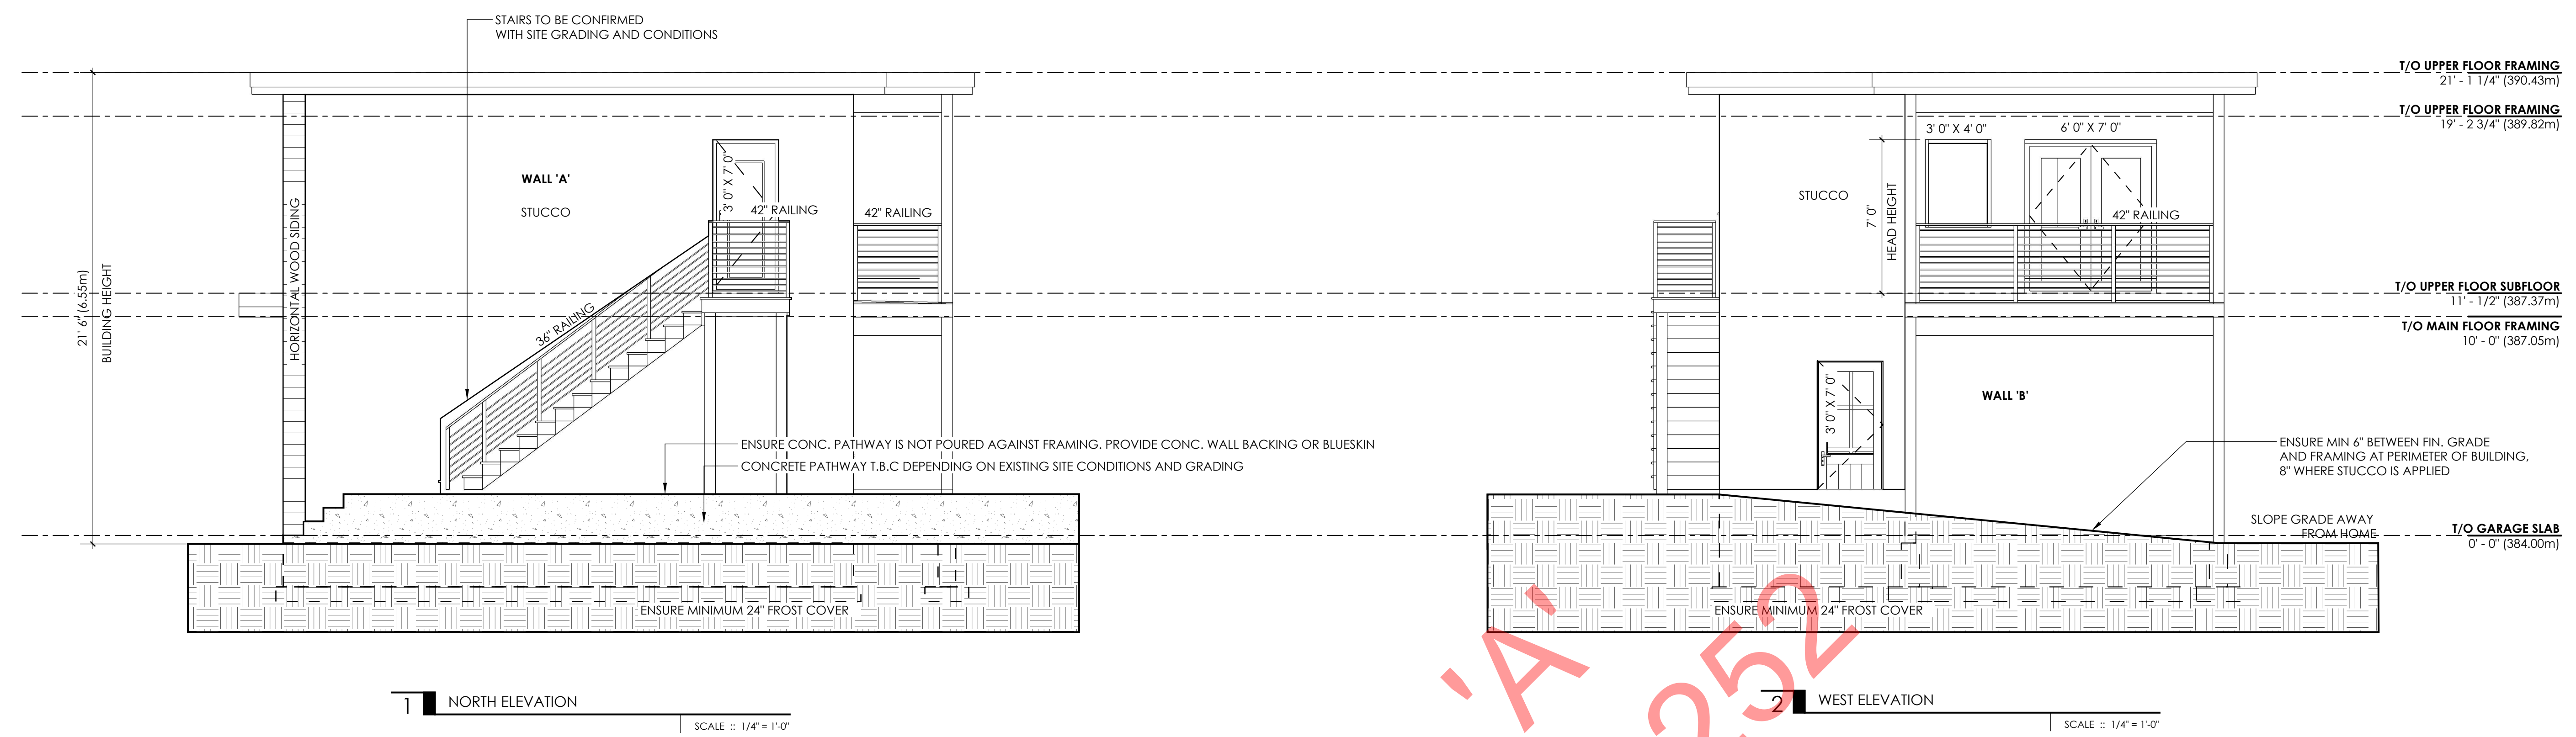 STAIRS TO BE CONFIRMED
WITH SITE GRADING AND CONDITIONS
WALL 'A'
STUCCO
HORIZONTAL WOOD SIDING
21' 6" (6.55m)
BUILDING HEIGHT
3' 0" X 7' 0"
42" RAILING
42" RAILING
36" RAILING
ENSURE CONC. PATHWAY IS NOT POURED AGAINST FRAMING. PROVIDE CONC. WALL BACKING OR BLUESKIN
CONCRETE PATHWAY T.B.C DEPENDING ON EXISTING SITE CONDITIONS AND GRADING
ENSURE MINIMUM 24" FROST COVER
1
NORTH ELEVATION
SCALE :: 1/4" = 1'-0"
T/O UPPER FLOOR FRAMING
21' - 1 1/4" (390.43m)
T/O UPPER FLOOR FRAMING
19' - 2 3/4" (389.82m)
3' 0" X 4' 0"
6' 0" X 7' 0"
STUCCO
7' 0"
HEAD HEIGHT
42" RAILING
T/O UPPER FLOOR SUBFLOOR
11' - 1/2" (387.37m)
T/O MAIN FLOOR FRAMING
10' - 0" (387.05m)
3' 0" X 7' 0"
WALL 'B'
ENSURE MIN 6" BETWEEN FIN. GRADE
AND FRAMING AT PERIMETER OF BUILDING,
8" WHERE STUCCO IS APPLIED
SLOPE GRADE AWAY
FROM HOME
T/O GARAGE SLAB
0' - 0" (384.00m)
ENSURE MINIMUM 24" FROST COVER
'A'
252
2
WEST ELEVATION
SCALE :: 1/4" = 1'-0"